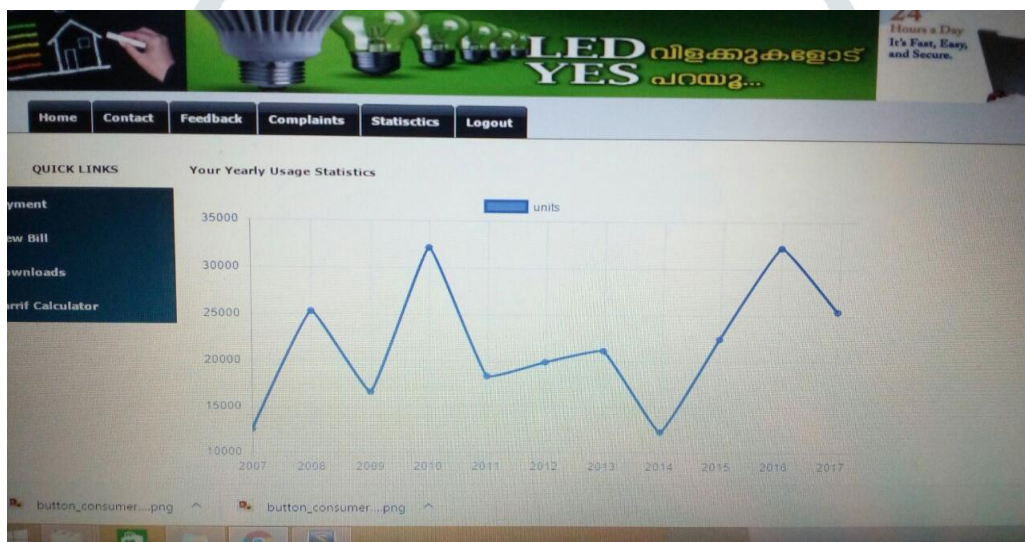 24
Hours a Day
It's Fast, Easy,
and Secure.
LED വിളക്കുകളോട്
YES പറയൂ...
Home Contact Feedback Complaints Statisctics Logout
QUICK LINKS
Your Yearly Usage Statistics
yment
ew Bill
ownloads
arrif Calculator
units
35000
30000
25000
20000
15000
10000
2007 2008 2009 2010 2011 2012 2013 2014 2015 2016 2017
button_consumer....png button_consumer....png